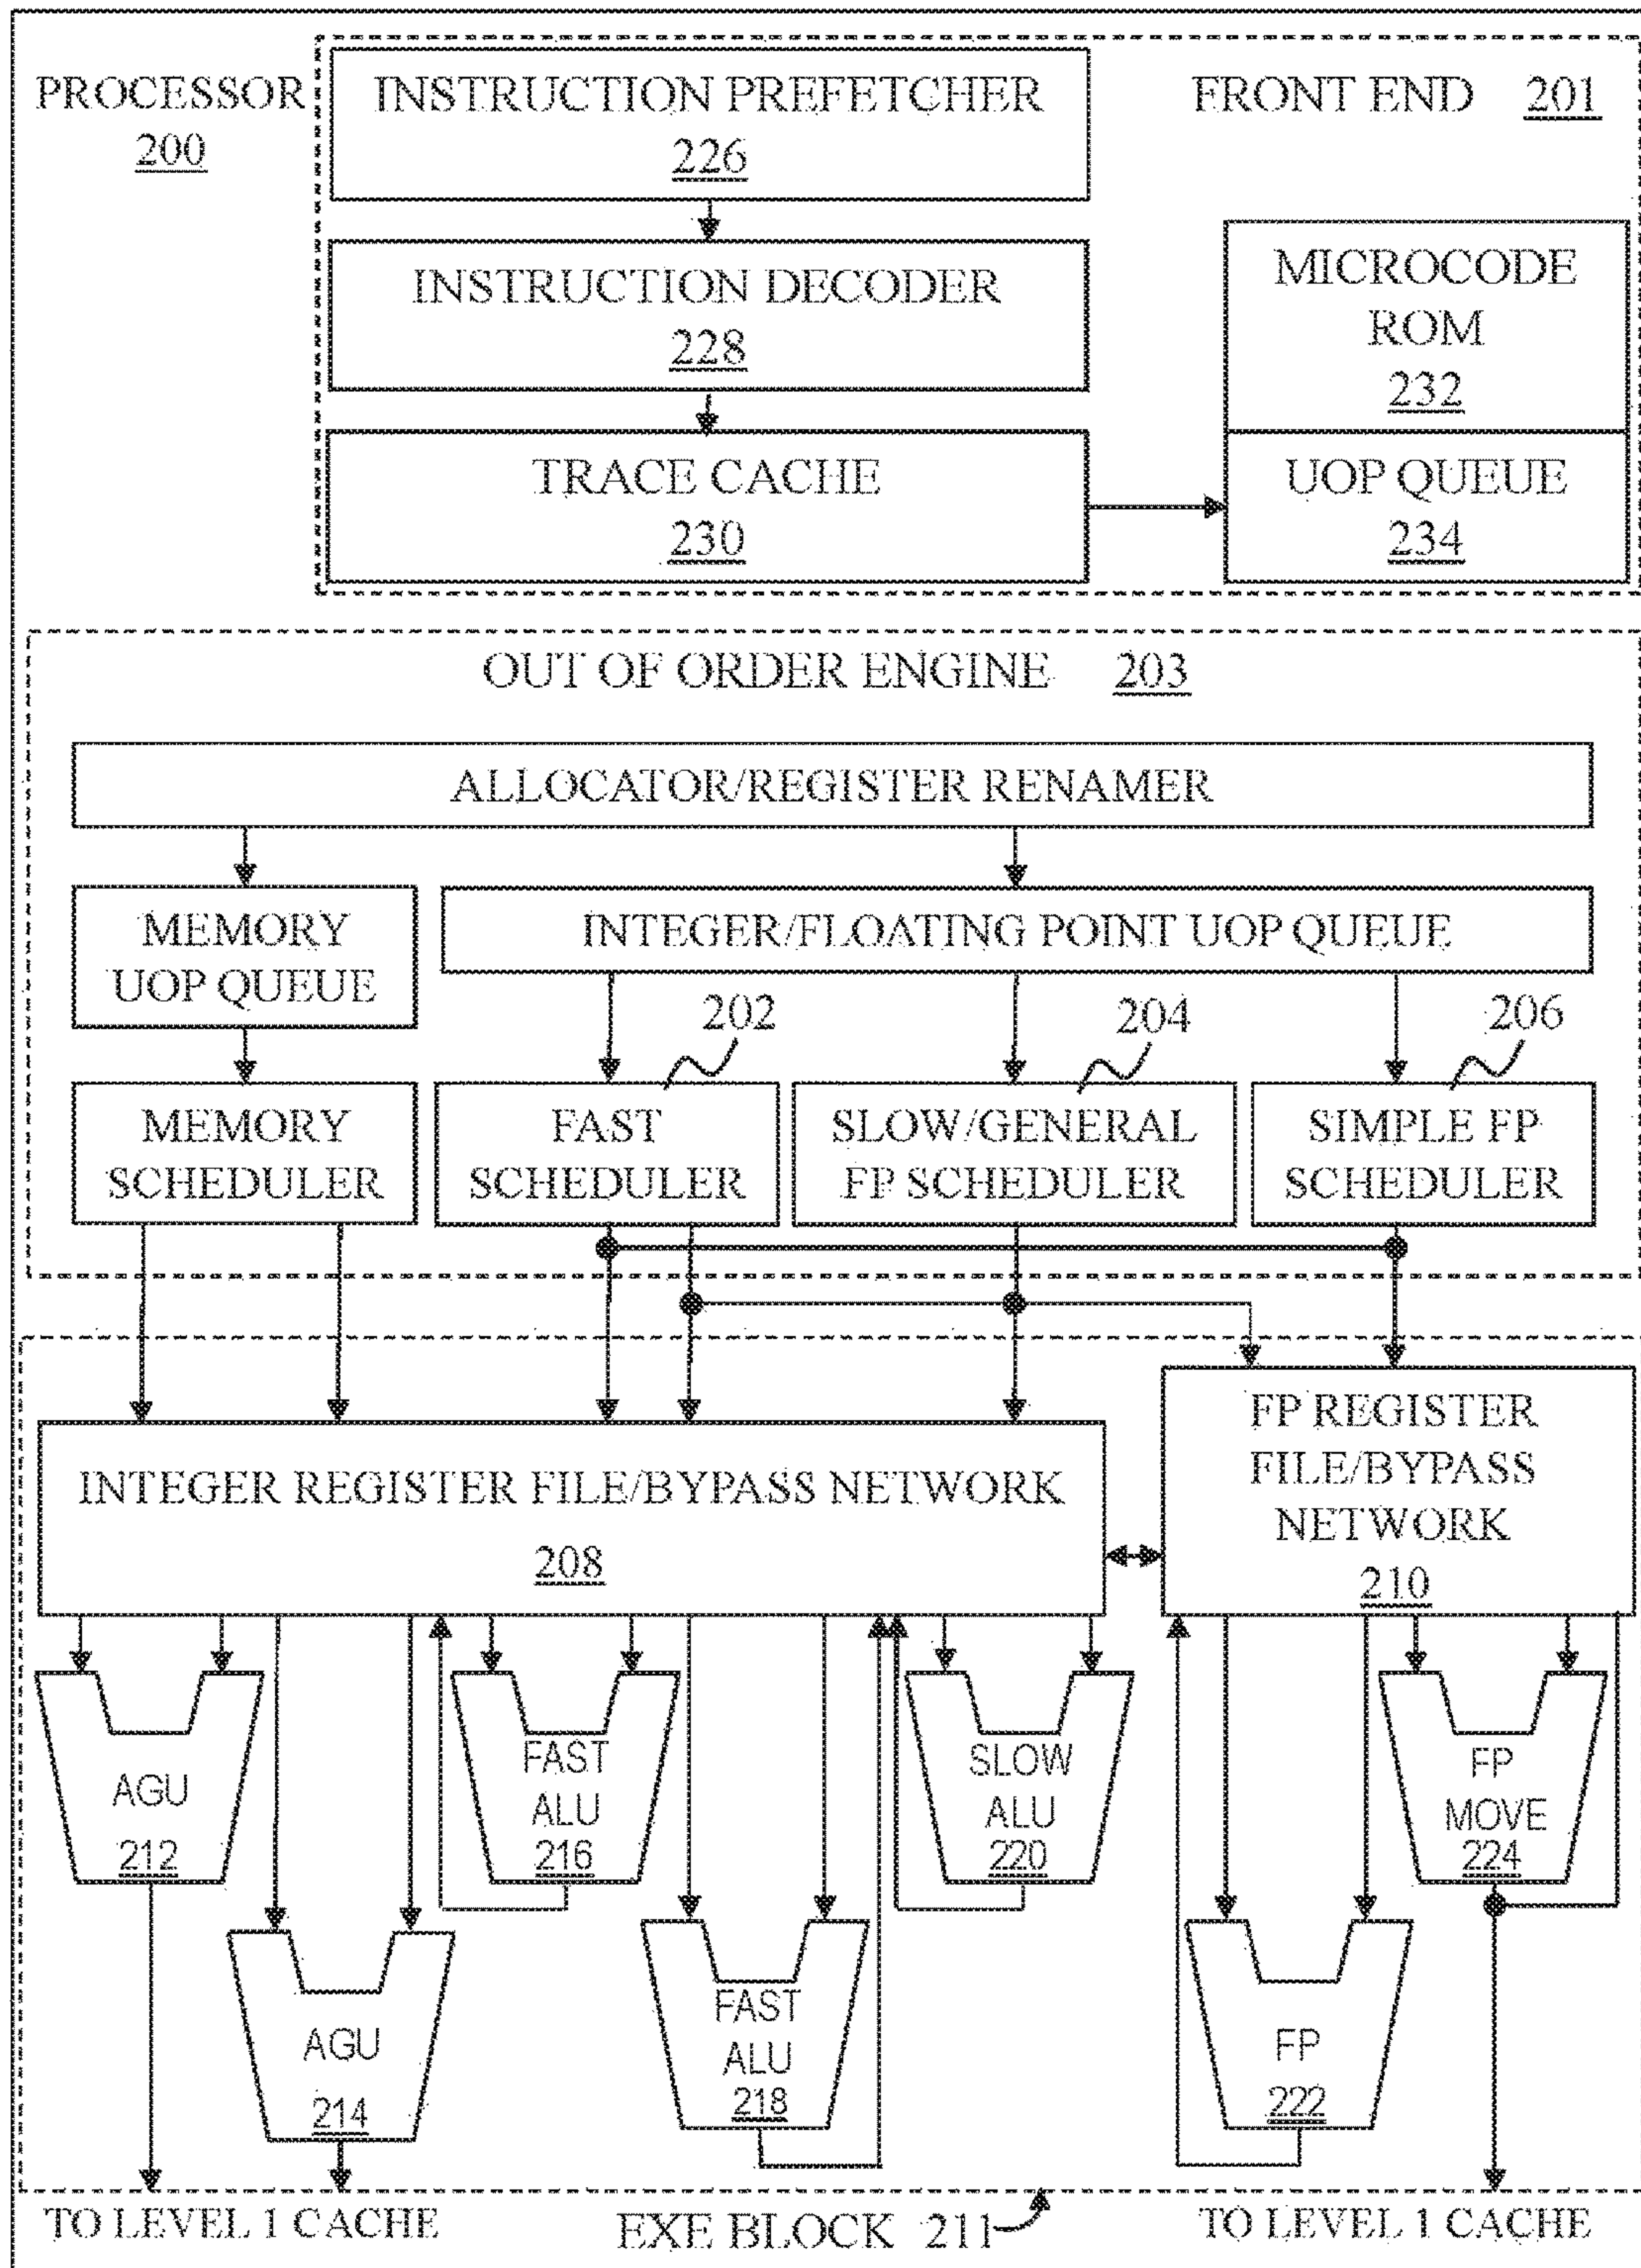 PROCESSOR
200
INSTRUCTION PREFETCHER
226
FRONT END 201
INSTRUCTION DECODER
228
MICROCODE
ROM
232
TRACE CACHE
230
UOP QUEUE
234
OUT OF ORDER ENGINE 203
ALLOCATOR/REGISTER RENAMER
MEMORY
UOP QUEUE
INTEGER/FLOATING POINT UOP QUEUE
202
204
206
MEMORY
SCHEDULER
FAST
SCHEDULER
SLOW/GENERAL
FP SCHEDULER
SIMPLE FP
SCHEDULER
INTEGER REGISTER FILE/BYPASS NETWORK
208
FP REGISTER
FILE/BYPASS
NETWORK
210
AGU
212
FAST
ALU
216
SLOW
ALU
220
FP
MOVE
224
AGU
214
FAST
ALU
218
FP
222
TO LEVEL 1 CACHE
EXE BLOCK 211
TO LEVEL 1 CACHE